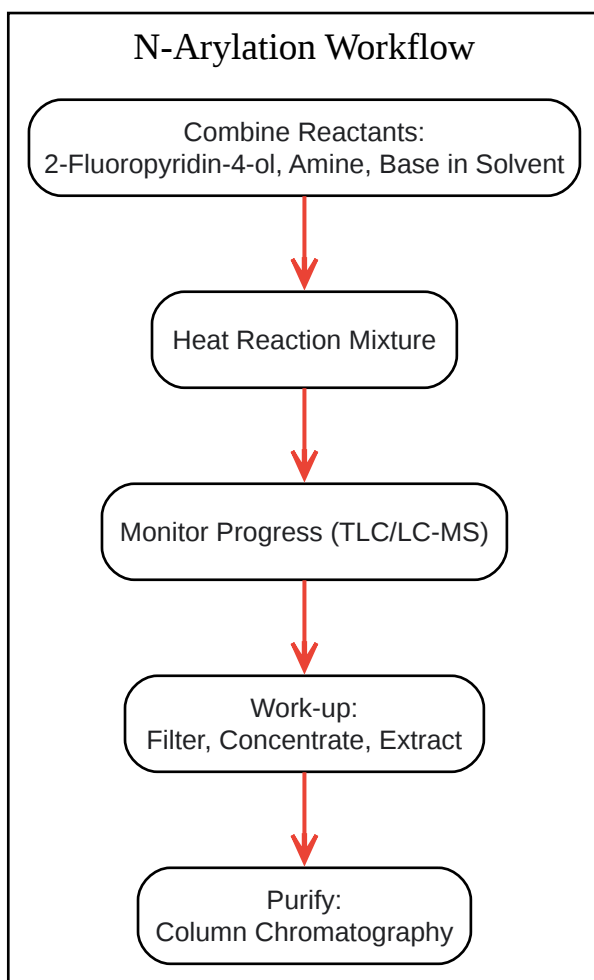 N-Arylation Workflow
Combine Reactants:
2-Fluoropyridin-4-ol, Amine, Base in Solvent
Heat Reaction Mixture
Monitor Progress (TLC/LC-MS)
Work-up:
Filter, Concentrate, Extract
Purify:
Column Chromatography